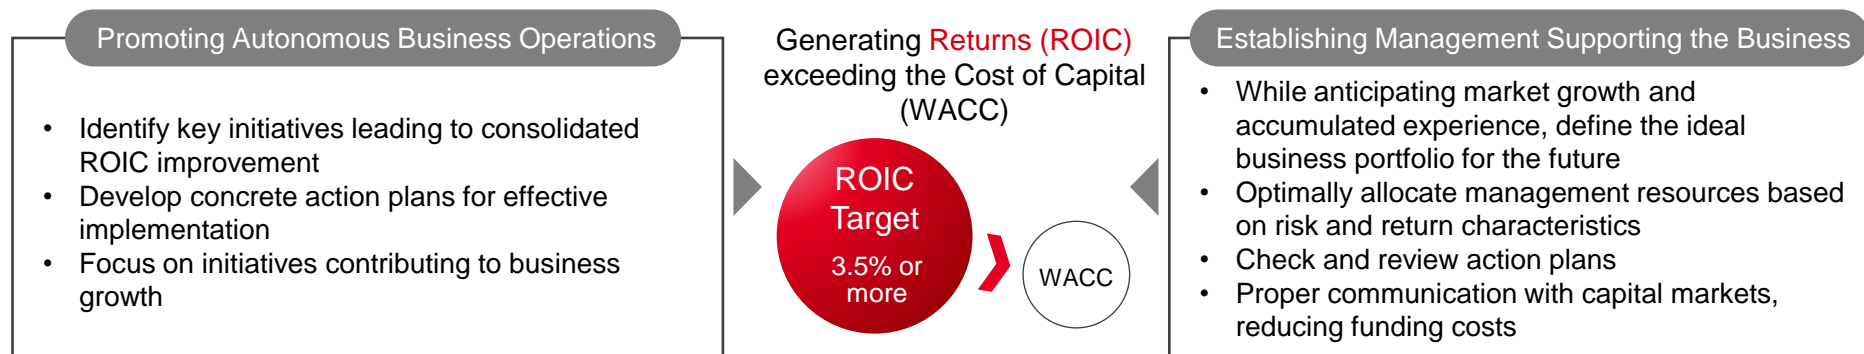 Promoting Autonomous Business Operations
• Identify key initiatives leading to consolidated
ROIC improvement
• Develop concrete action plans for effective
implementation
• Focus on initiatives contributing to business
growth
Generating Returns (ROIC)
exceeding the Cost of Capital
(WACC)
ROIC
Target
3.5% or
more
WACC
Establishing Management Supporting the Business
• While anticipating market growth and
accumulated experience, define the ideal
business portfolio for the future
• Optimally allocate management resources based
on risk and return characteristics
• Check and review action plans
• Proper communication with capital markets,
reducing funding costs